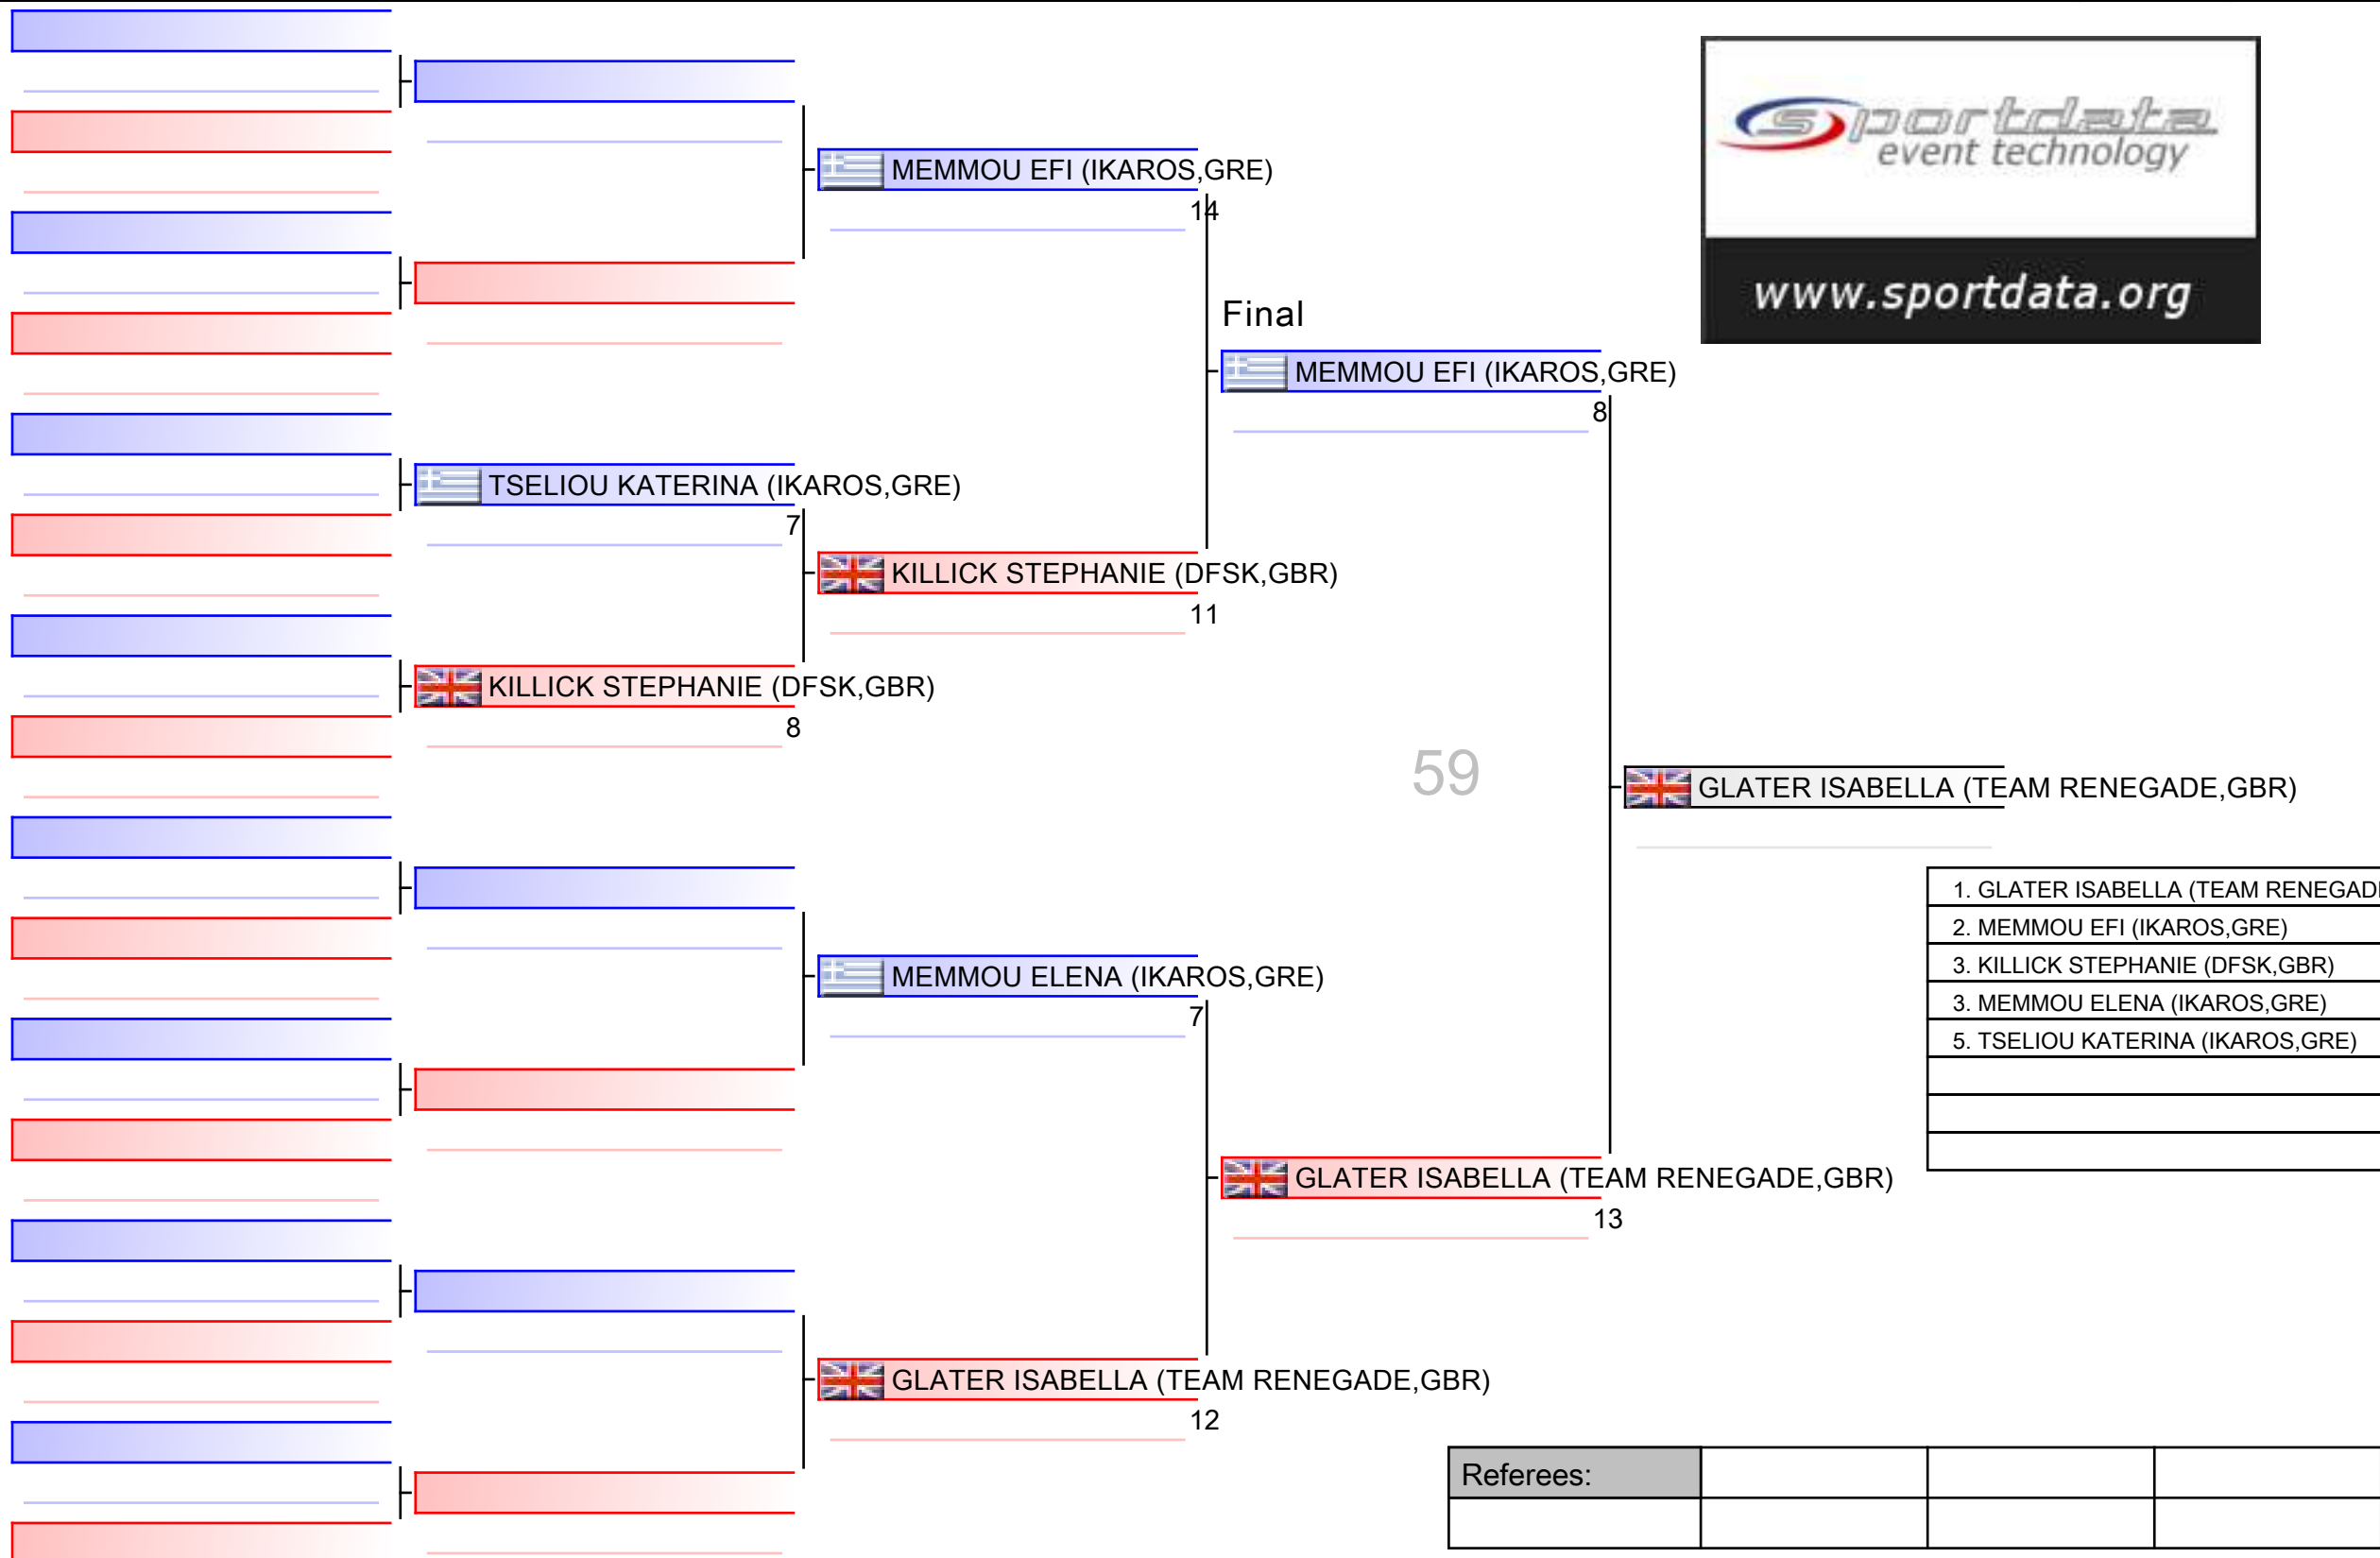 sportdata
event technology
www.sportdata.org
MEMMOU EFI (IKAROS,GRE)
14
Final
MEMMOU EFI (IKAROS,GRE)
8
TSELIOU KATERINA (IKAROS,GRE)
7
KILLICK STEPHANIE (DFSK,GBR)
11
KILLICK STEPHANIE (DFSK,GBR)
8
59
GLATER ISABELLA (TEAM RENEGADE,GBR)
1. GLATER ISABELLA (TEAM RENEGADE
2. MEMMOU EFI (IKAROS,GRE)
3. KILLICK STEPHANIE (DFSK,GBR)
3. MEMMOU ELENA (IKAROS,GRE)
5. TSELIOU KATERINA (IKAROS,GRE)
MEMMOU ELENA (IKAROS,GRE)
7
GLATER ISABELLA (TEAM RENEGADE,GBR)
13
GLATER ISABELLA (TEAM RENEGADE,GBR)
12
Referees: